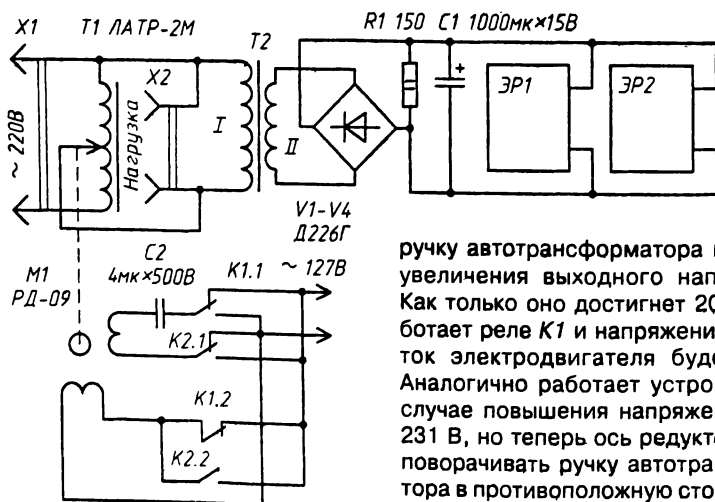 X1
T1 ЛАТР-2М
T2
R1 150
C1 1000мк×15В
X2
ЭР1
ЭР2
~ 220В
Нагрузка
I
II
V1-V4
Д226Г
M1
РД-09
C2
4мк×500В
K1.1
~ 127В
K2.1
K1.2
K2.2
ручку автотрансформатора
увеличения выходного нап
Как только оно достигнет 20
ботает реле К1 и напряжени
ток электродвигателя буд
Аналогично работает устро
случае повышения напряже
231 В, но теперь ось редукт
поворачивать ручку автотра
тора в противоположную сто